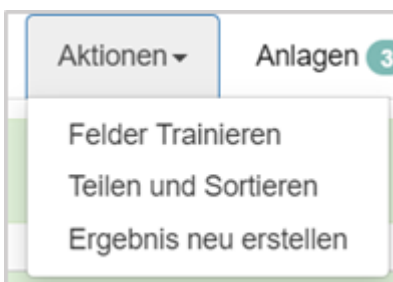 Aktionen Anlagen 3
Felder Trainieren
Teilen und Sortieren
Ergebnis neu erstellen